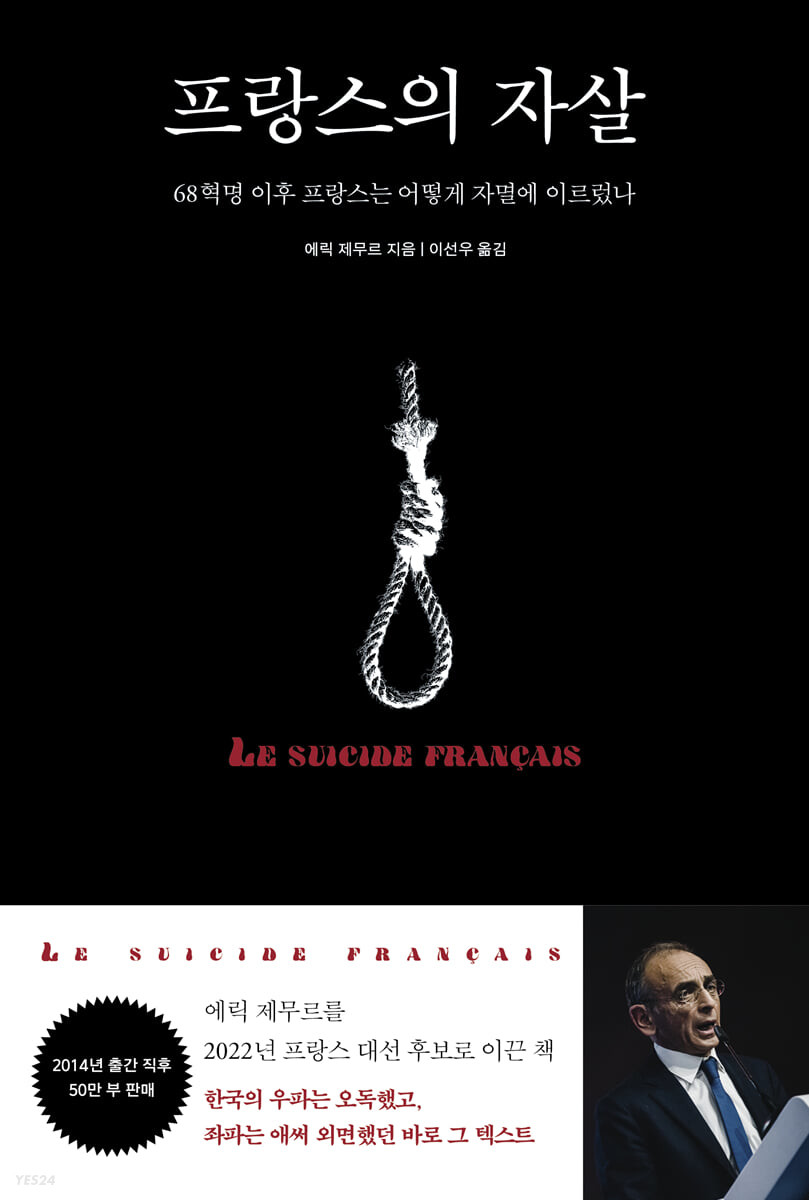 프랑스의 자살
68혁명 이후 프랑스는 어떻게 자멸에 이르렀나
에릭 제무르 지음 | 이선우 옮김
LE SUICIDE FRANÇAIS
LE SUICIDE FRANÇAIS
에릭 제무르를
2022년 프랑스 대선 후보로 이끈 책
2014년 출간 직후
50만 부 판매
한국의 우파는 오독했고,
좌파는 애써 외면했던 바로 그 텍스트
YES24